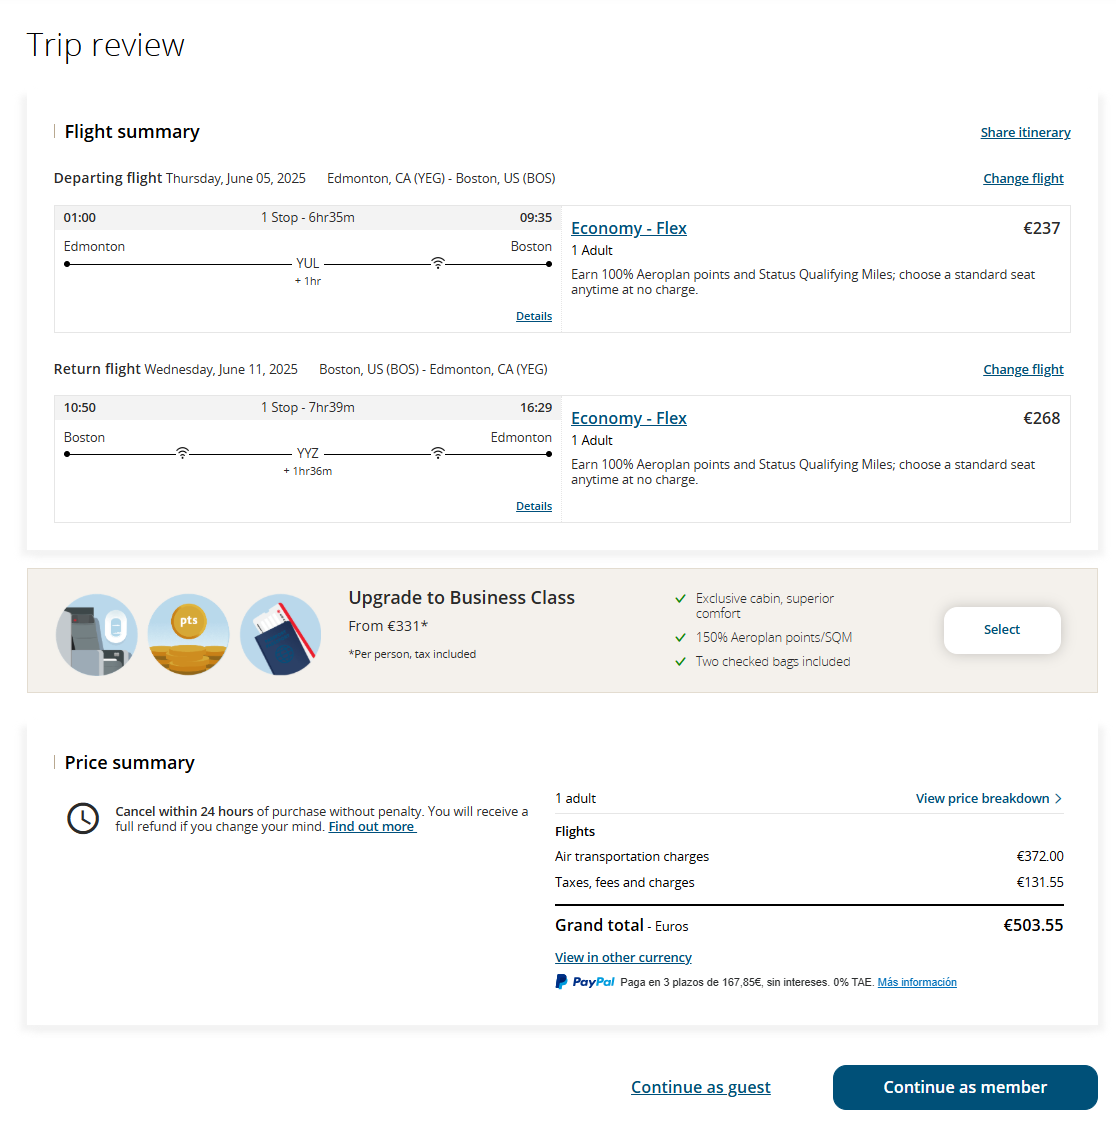 Trip review
Flight summary
Share itinerary
Departing flight Thursday, June 05, 2025 Edmonton, CA (YEG) - Boston, US (BOS)
Change flight
01:00 1 Stop - 6hr35m 09:35
Edmonton Boston
YUL
+ 1hr
Details
Economy - Flex €237
1 Adult
Earn 100% Aeroplan points and Status Qualifying Miles; choose a standard seat
anytime at no charge.
Return flight Wednesday, June 11, 2025 Boston, US (BOS) - Edmonton, CA (YEG)
Change flight
10:50 1 Stop - 7hr39m 16:29
Boston Edmonton
YYZ
+ 1hr36m
Details
Economy - Flex €268
1 Adult
Earn 100% Aeroplan points and Status Qualifying Miles; choose a standard seat
anytime at no charge.
pts
Upgrade to Business Class
From €331*
*Per person, tax included
Exclusive cabin, superior
comfort
150% Aeroplan points/SQM
Two checked bags included
Select
Price summary
Cancel within 24 hours of purchase without penalty. You will receive a
full refund if you change your mind. Find out more
1 adult View price breakdown
Flights
Air transportation charges €372.00
Taxes, fees and charges €131.55
Grand total - Euros €503.55
View in other currency
PayPal Paga en 3 plazos de 167,85€, sin intereses. 0% TAE. Más información
Continue as guest
Continue as member